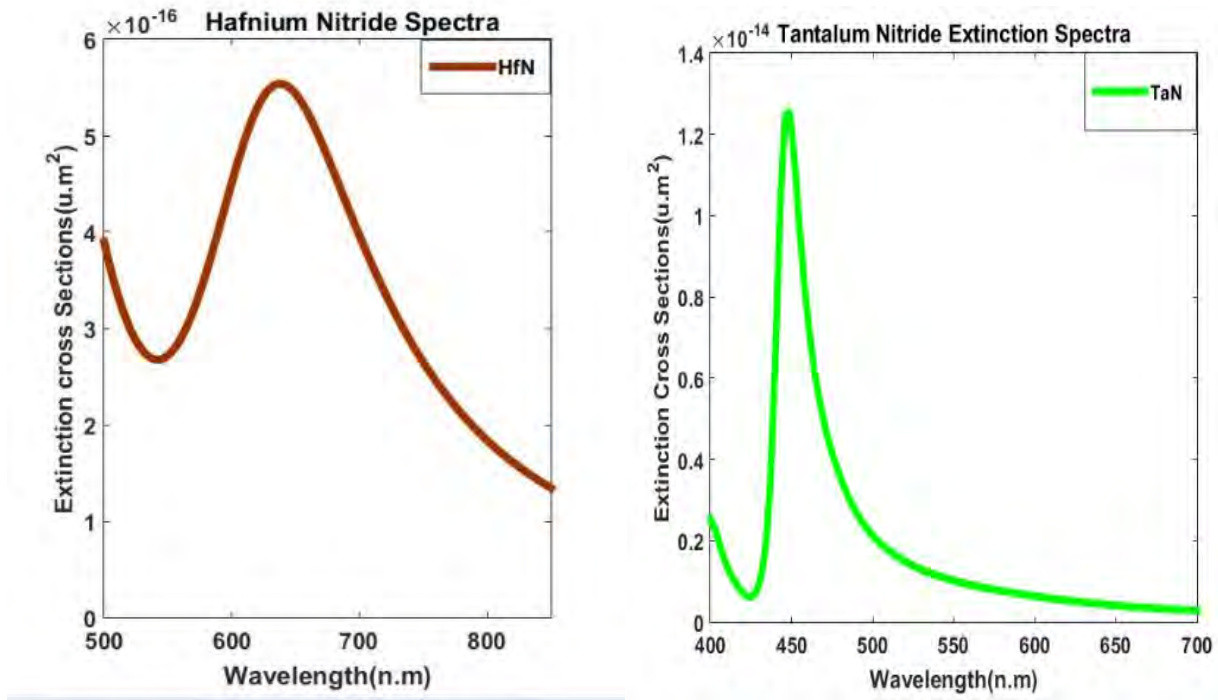 ×10-16
Hafnium Nitride Spectra
HfN
6
5
4
3
2
1
0
Extinction cross Sections(u.m2)
500 600 700 800
Wavelength(n.m)
×10-14
Tantalum Nitride Extinction Spectra
TaN
1.4
1.2
1
0.8
0.6
0.4
0.2
0
Extinction Cross Sections(u.m2)
400 450 500 550 600 650 700
Wavelength(n.m)